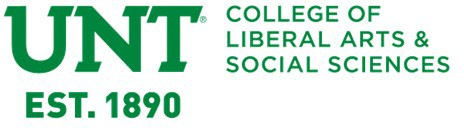 UNT®
EST. 1890
COLLEGE OF
LIBERAL ARTS &
SOCIAL SCIENCES